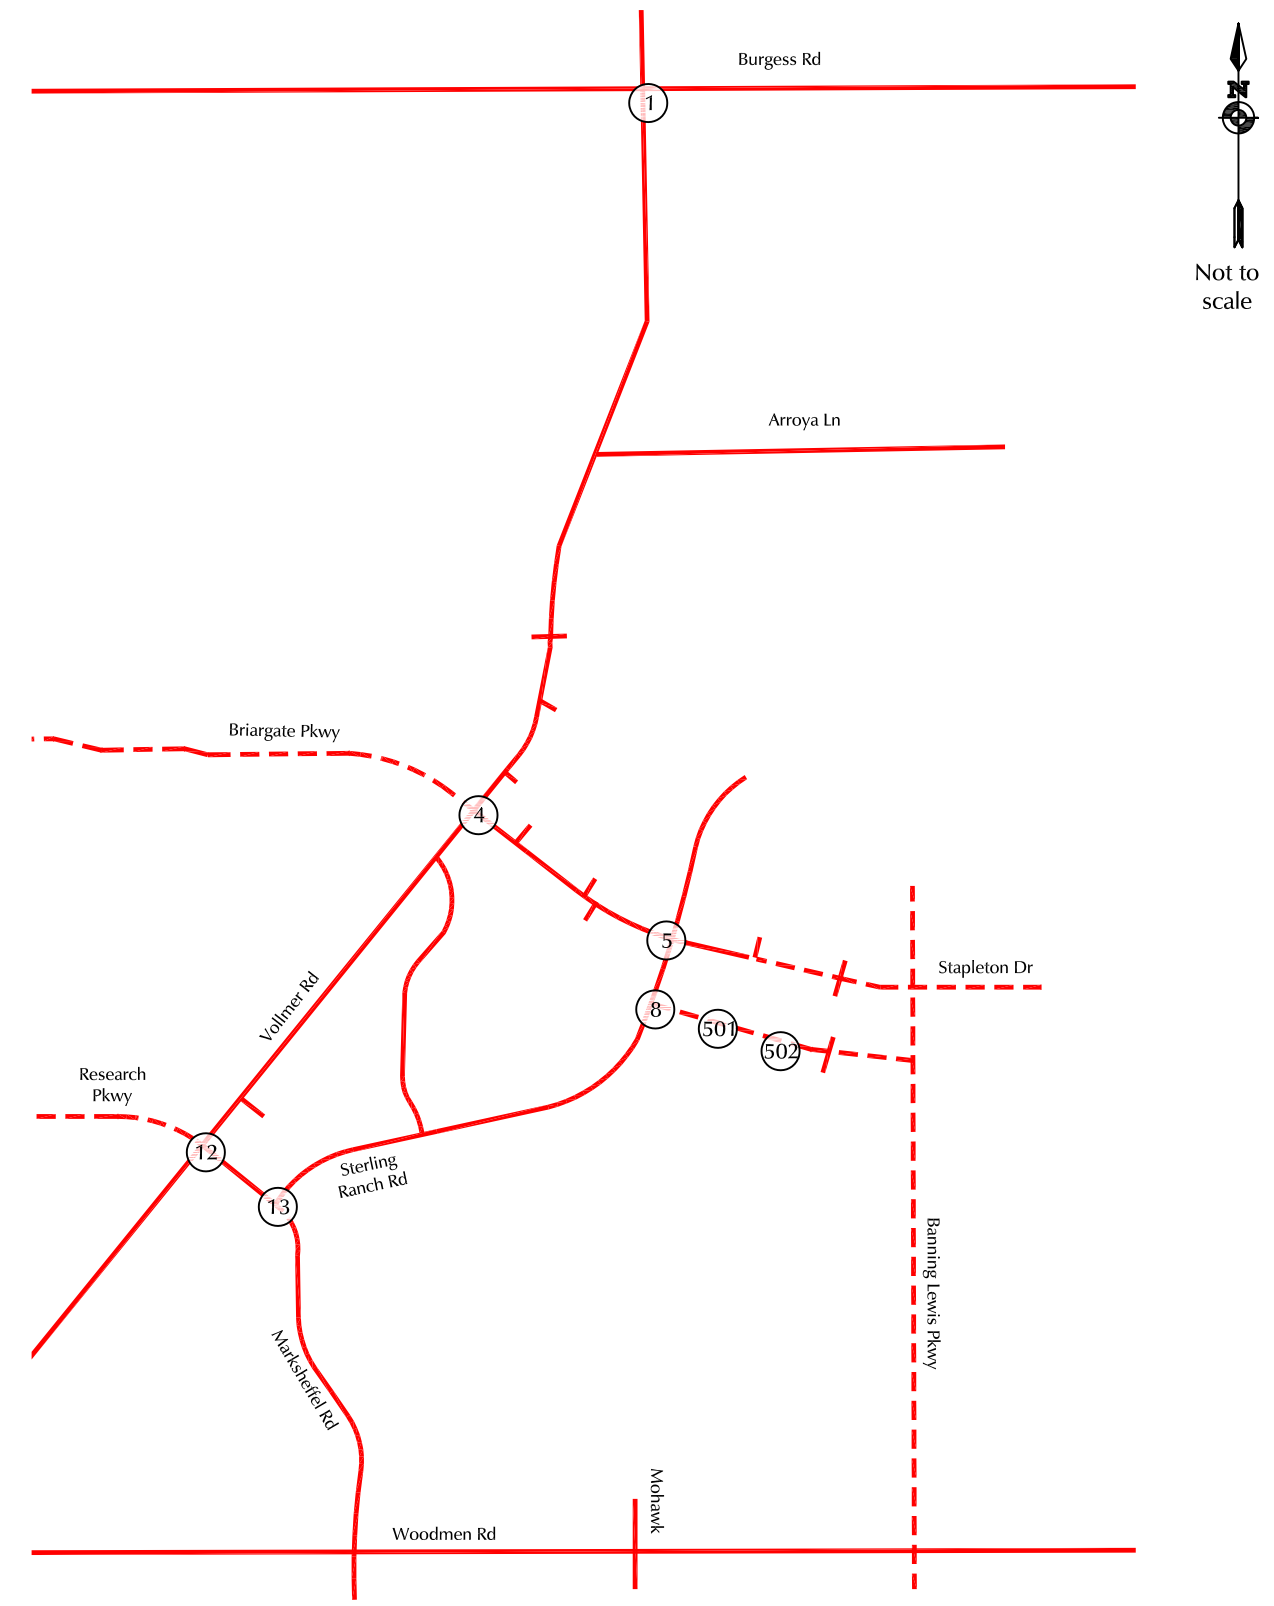 Burgess Rd
N
1
Not to
scale
Arroya Ln
Briargate Pkwy
4
5
Stapleton Dr
Vollmer Rd
8
501
502
Research
Pkwy
12
Sterling
Ranch Rd
13
Banning Lewis Pkwy
Marksheffel Rd
Mohawk
Woodmen Rd